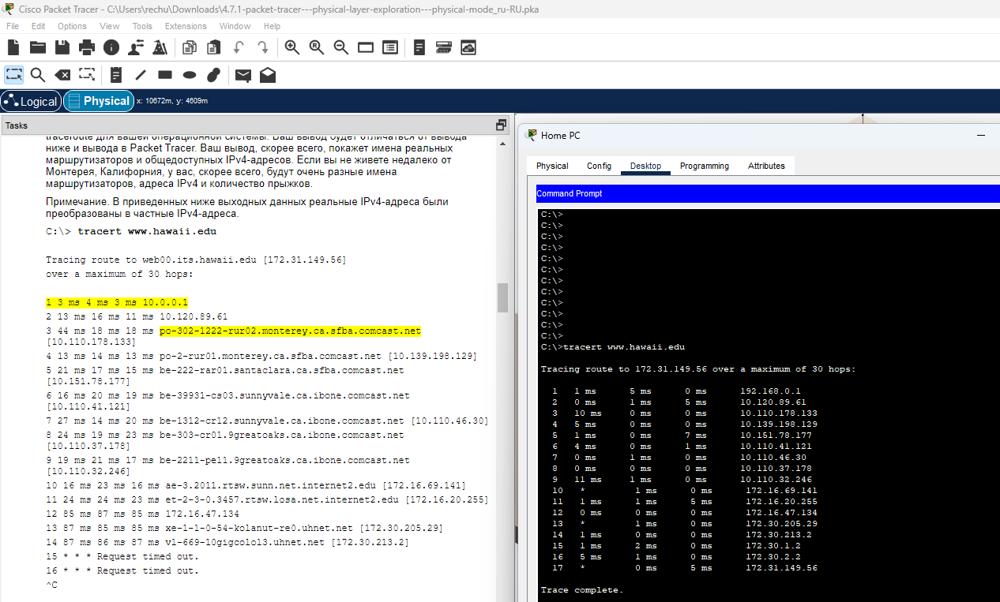 Cisco Packet Tracer - C:\Users\rechu\Downloads\4.7.1-packet-tracer---physical-layer-exploration---physical-mode_ru-RU.pka
File Edit Options View Tools Extensions Window Help
Logical Physical x: 10672m, y: 4609m
Tasks
traceroute для вашей операционной системы. Ваш вывод будет отличаться от вывода
ниже и вывода в Packet Tracer. Ваш вывод, скорее всего, покажет имена реальных
маршрутизаторов и общедоступных IPv4-адресов. Если вы не живете недалеко от
Монтерея, Калифорния, у вас, скорее всего, будут очень разные имена
маршрутизаторов, адреса IPv4 и количество прыжков.
Примечание. В приведенных ниже выходных данных реальные IPv4-адреса были
преобразованы в частные IPv4-адреса.
C:\> tracert www.hawaii.edu
Tracing route to web00.its.hawaii.edu [172.31.149.56]
over a maximum of 30 hops:
1 3 ms 4 ms 3 ms 10.0.0.1
2 13 ms 16 ms 11 ms 10.120.89.61
3 44 ms 18 ms 18 ms po-302-1222-rur02.monterey.ca.sfba.comcast.net
[10.110.178.133]
4 13 ms 14 ms 13 ms po-2-rur01.monterey.ca.sfba.comcast.net [10.139.198.129]
5 21 ms 17 ms 15 ms be-222-rar01.santaclara.ca.sfba.comcast.net
[10.151.78.177]
6 16 ms 20 ms 19 ms be-39931-cs03.sunnyvale.ca.ibone.comcast.net
[10.110.41.121]
7 27 ms 14 ms 20 ms be-1312-cr12.sunnyvale.ca.ibone.comcast.net [10.110.46.30]
8 24 ms 19 ms 23 ms be-303-cr01.9greatoaks.ca.ibone.comcast.net
[10.110.37.178]
9 19 ms 21 ms 17 ms be-2211-pe11.9greatoaks.ca.ibone.comcast.net
[10.110.32.246]
10 16 ms 23 ms 16 ms ae-3.2011.rtsw.sunn.net.internet2.edu [172.16.69.141]
11 24 ms 24 ms 23 ms et-2-3-0.3457.rtsw.losa.net.internet2.edu [172.16.20.255]
12 85 ms 87 ms 85 ms 172.16.47.134
13 87 ms 85 ms 85 ms xe-1-1-0-54-kolanut-re0.uhnet.net [172.30.205.29]
14 87 ms 86 ms 87 ms vl-669-10gigcolo13.uhnet.net [172.30.213.2]
15 * * * Request timed out.
16 * * * Request timed out.
^C
Home PC
Physical Config Desktop Programming Attributes
Command Prompt
C:\>
C:\>
C:\>
C:\>
C:\>
C:\>
C:\>
C:\>
C:\>
C:\>
C:\>
C:\>
C:\>tracert www.hawaii.edu
Tracing route to 172.31.149.56 over a maximum of 30 hops:
1 1 ms 5 ms 0 ms 192.168.0.1
2 0 ms 1 ms 5 ms 10.120.89.61
3 10 ms 0 ms 0 ms 10.110.178.133
4 5 ms 0 ms 0 ms 10.139.198.129
5 1 ms 0 ms 7 ms 10.151.78.177
6 4 ms 0 ms 1 ms 10.110.41.121
7 0 ms 1 ms 0 ms 10.110.46.30
8 0 ms 0 ms 0 ms 10.110.37.178
9 11 ms 1 ms 0 ms 10.110.32.246
10 * 1 ms 0 ms 172.16.69.141
11 1 ms 1 ms 5 ms 172.16.20.255
12 0 ms 0 ms 0 ms 172.16.47.134
13 * 1 ms 0 ms 172.30.205.29
14 1 ms 0 ms 0 ms 172.30.213.2
15 1 ms 2 ms 0 ms 172.30.1.2
16 5 ms 1 ms 0 ms 172.30.2.2
17 * 0 ms 5 ms 172.31.149.56
Trace complete.